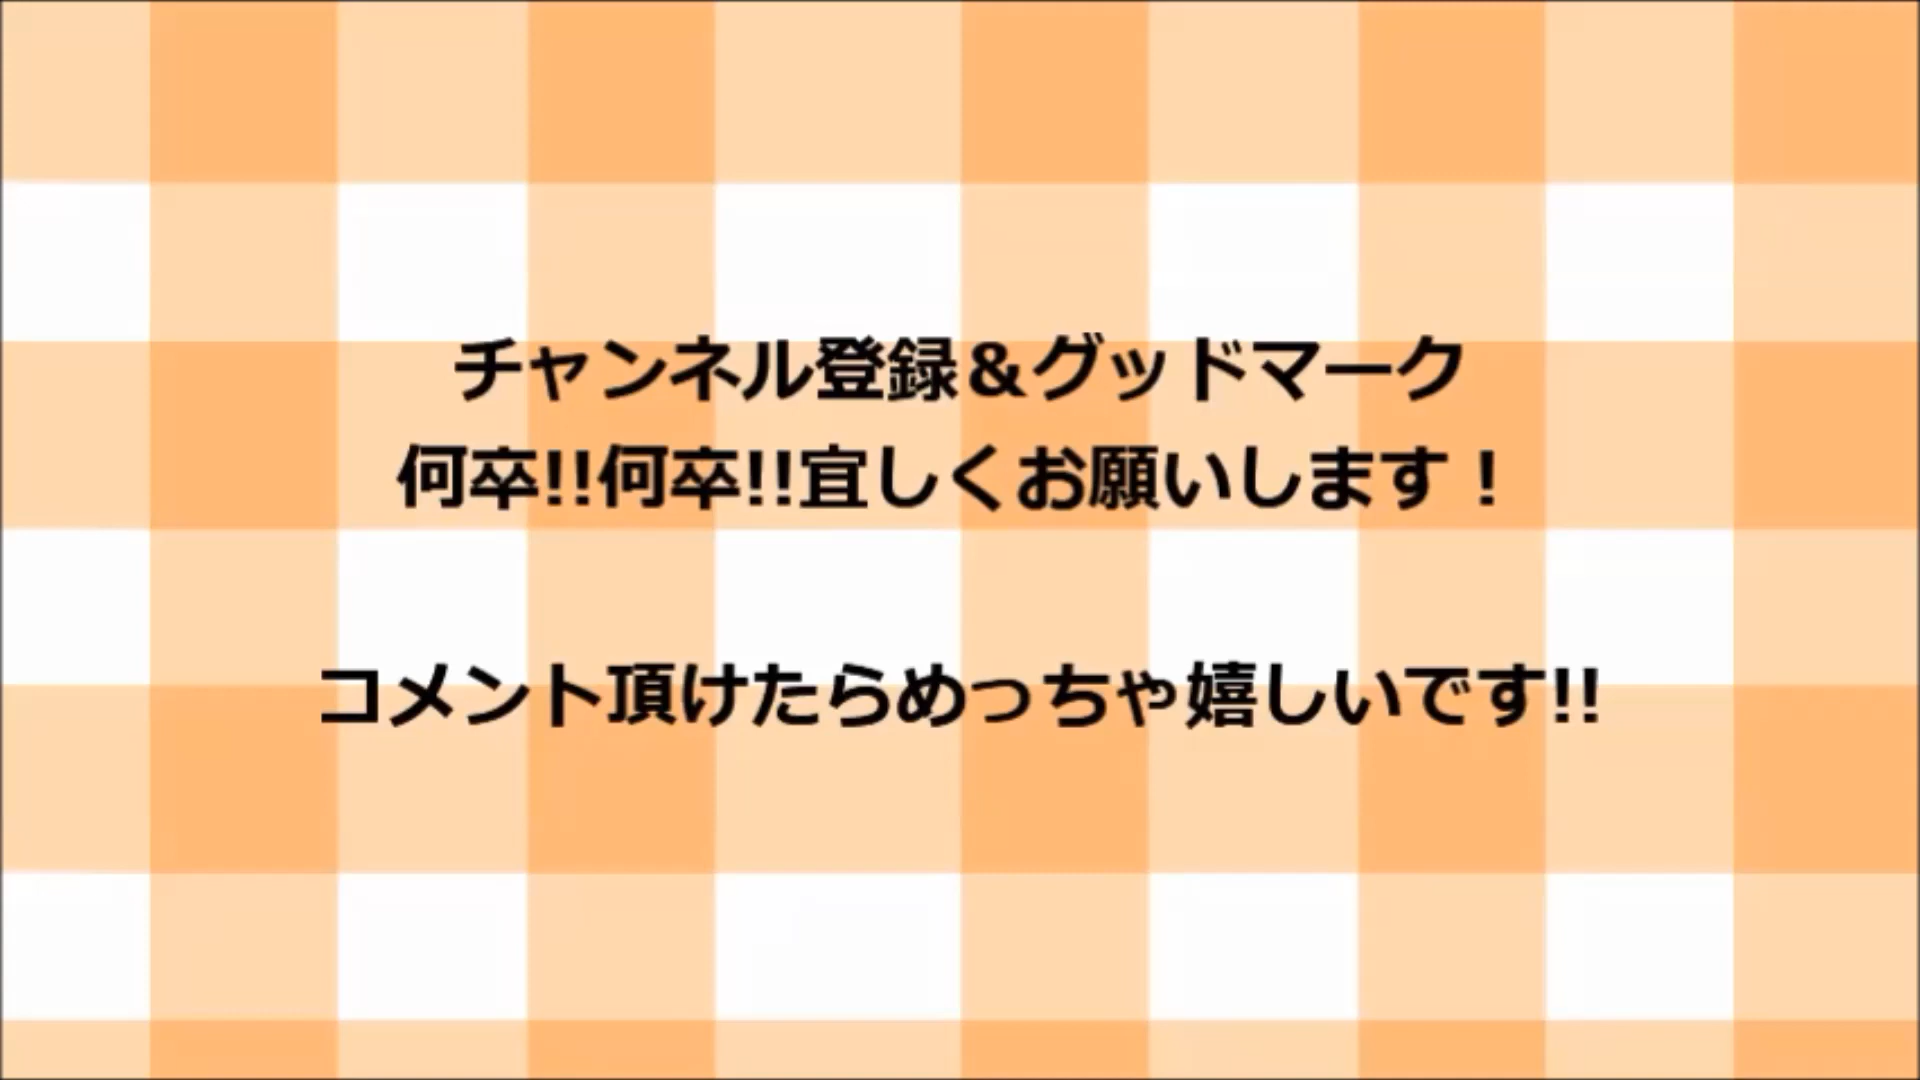 チャンネル登録＆グッドマーク
何卒!!何卒!!宜しくお願いします！
コメント頂けたらめっちゃ嬉しいです!!